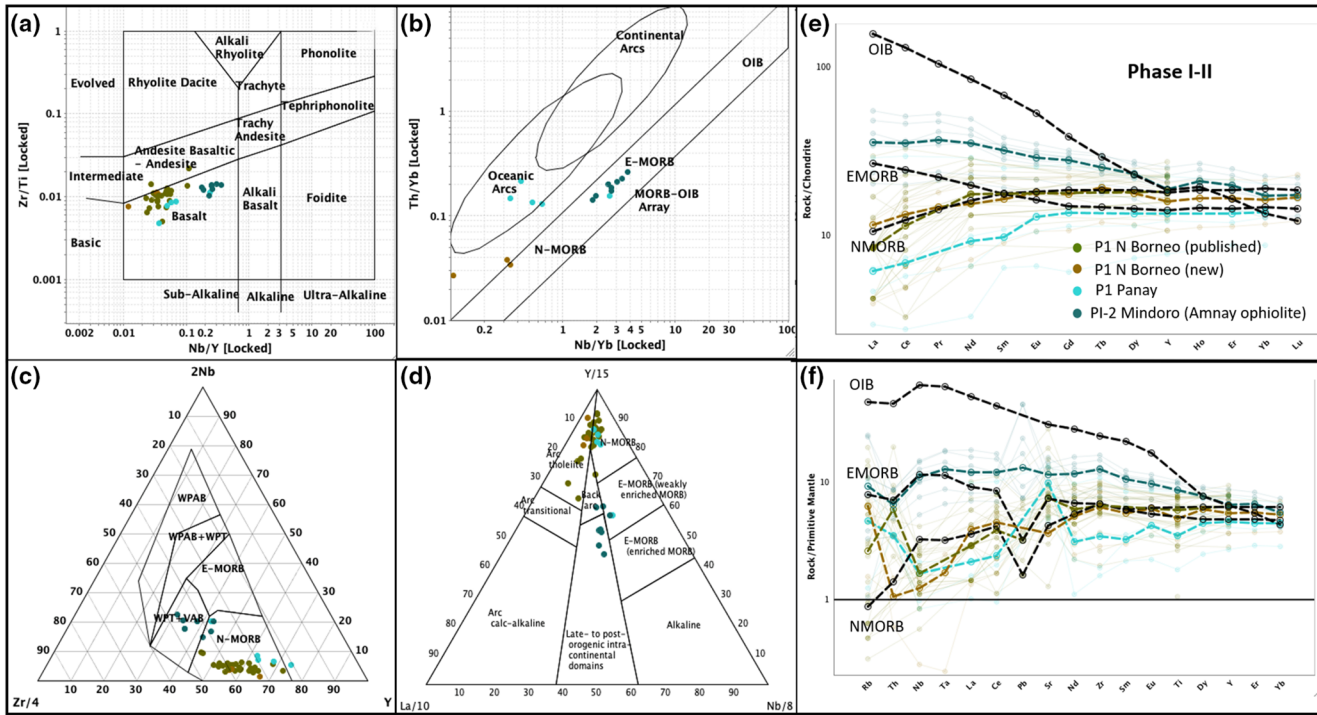 (a)
1
0.1
0.010
0.001
Zr/Ti [Locked]
Alkali
Rhyolite
Phonolite
Evolved
Rhyolite Dacite
Trachyte
Tephriphonolite
Trachy
Andesite
Andesite Basaltic
- Andesite
Intermediate
Basalt
Alkali
Basalt
Foidite
Basic
Sub-Alkaline
Alkaline
Ultra-Alkaline
0.002
0.01
0.1
0.2
1
2
3
5
10
20
100
Nb/Y [Locked]
(b)
10
1
0.1
0.01
Th/Yb [Locked]
Continental
Arcs
OIB
E-MORB
Oceanic
Arcs
MORB-OIB
Array
N-MORB
0.2
1
2
3
4
5
10
20
100
Nb/Yb [Locked]
(e)
100
10
Rock/Chondrite
OIB
Phase I-II
EMORB
NMORB
P1 N Borneo (published)
P1 N Borneo (new)
P1 Panay
PI-2 Mindoro (Amnay ophiolite)
La Ce Pr Nd Sm Eu Gd Tb Dy Y Ho Er Yb Lu
(c)
2Nb
10
90
20
80
30
70
WPAB
40
60
50
WPAB+WPT
50
60
E-MORB
40
70
30
80
WPT+VAB
20
N-MORB
90
10
Zr/4
10 20 30 40 50 60 70 80 90
Y
(d)
Y/15
10
90
20
Arc
tholeiite
N-MORB
80
30
70
E-MORB (weakly
enriched MORB)
40
Arc
transitional
Back
arc
60
50
50
E-MORB
(enriched MORB)
60
40
70
30
Arc
calc-alkaline
Late- to post-
orogenic intra-
continental
domains
Alkaline
80
20
90
10
La/10
10 20 30 40 50 60 70 80 90
Nb/8
(f)
OIB
EMORB
10
1
Rock/Primitive Mantle
NMORB
Rb Th Nb Ta La Ce Pb Sr Nd Zr Sm Eu Ti Dy Y Er Yb